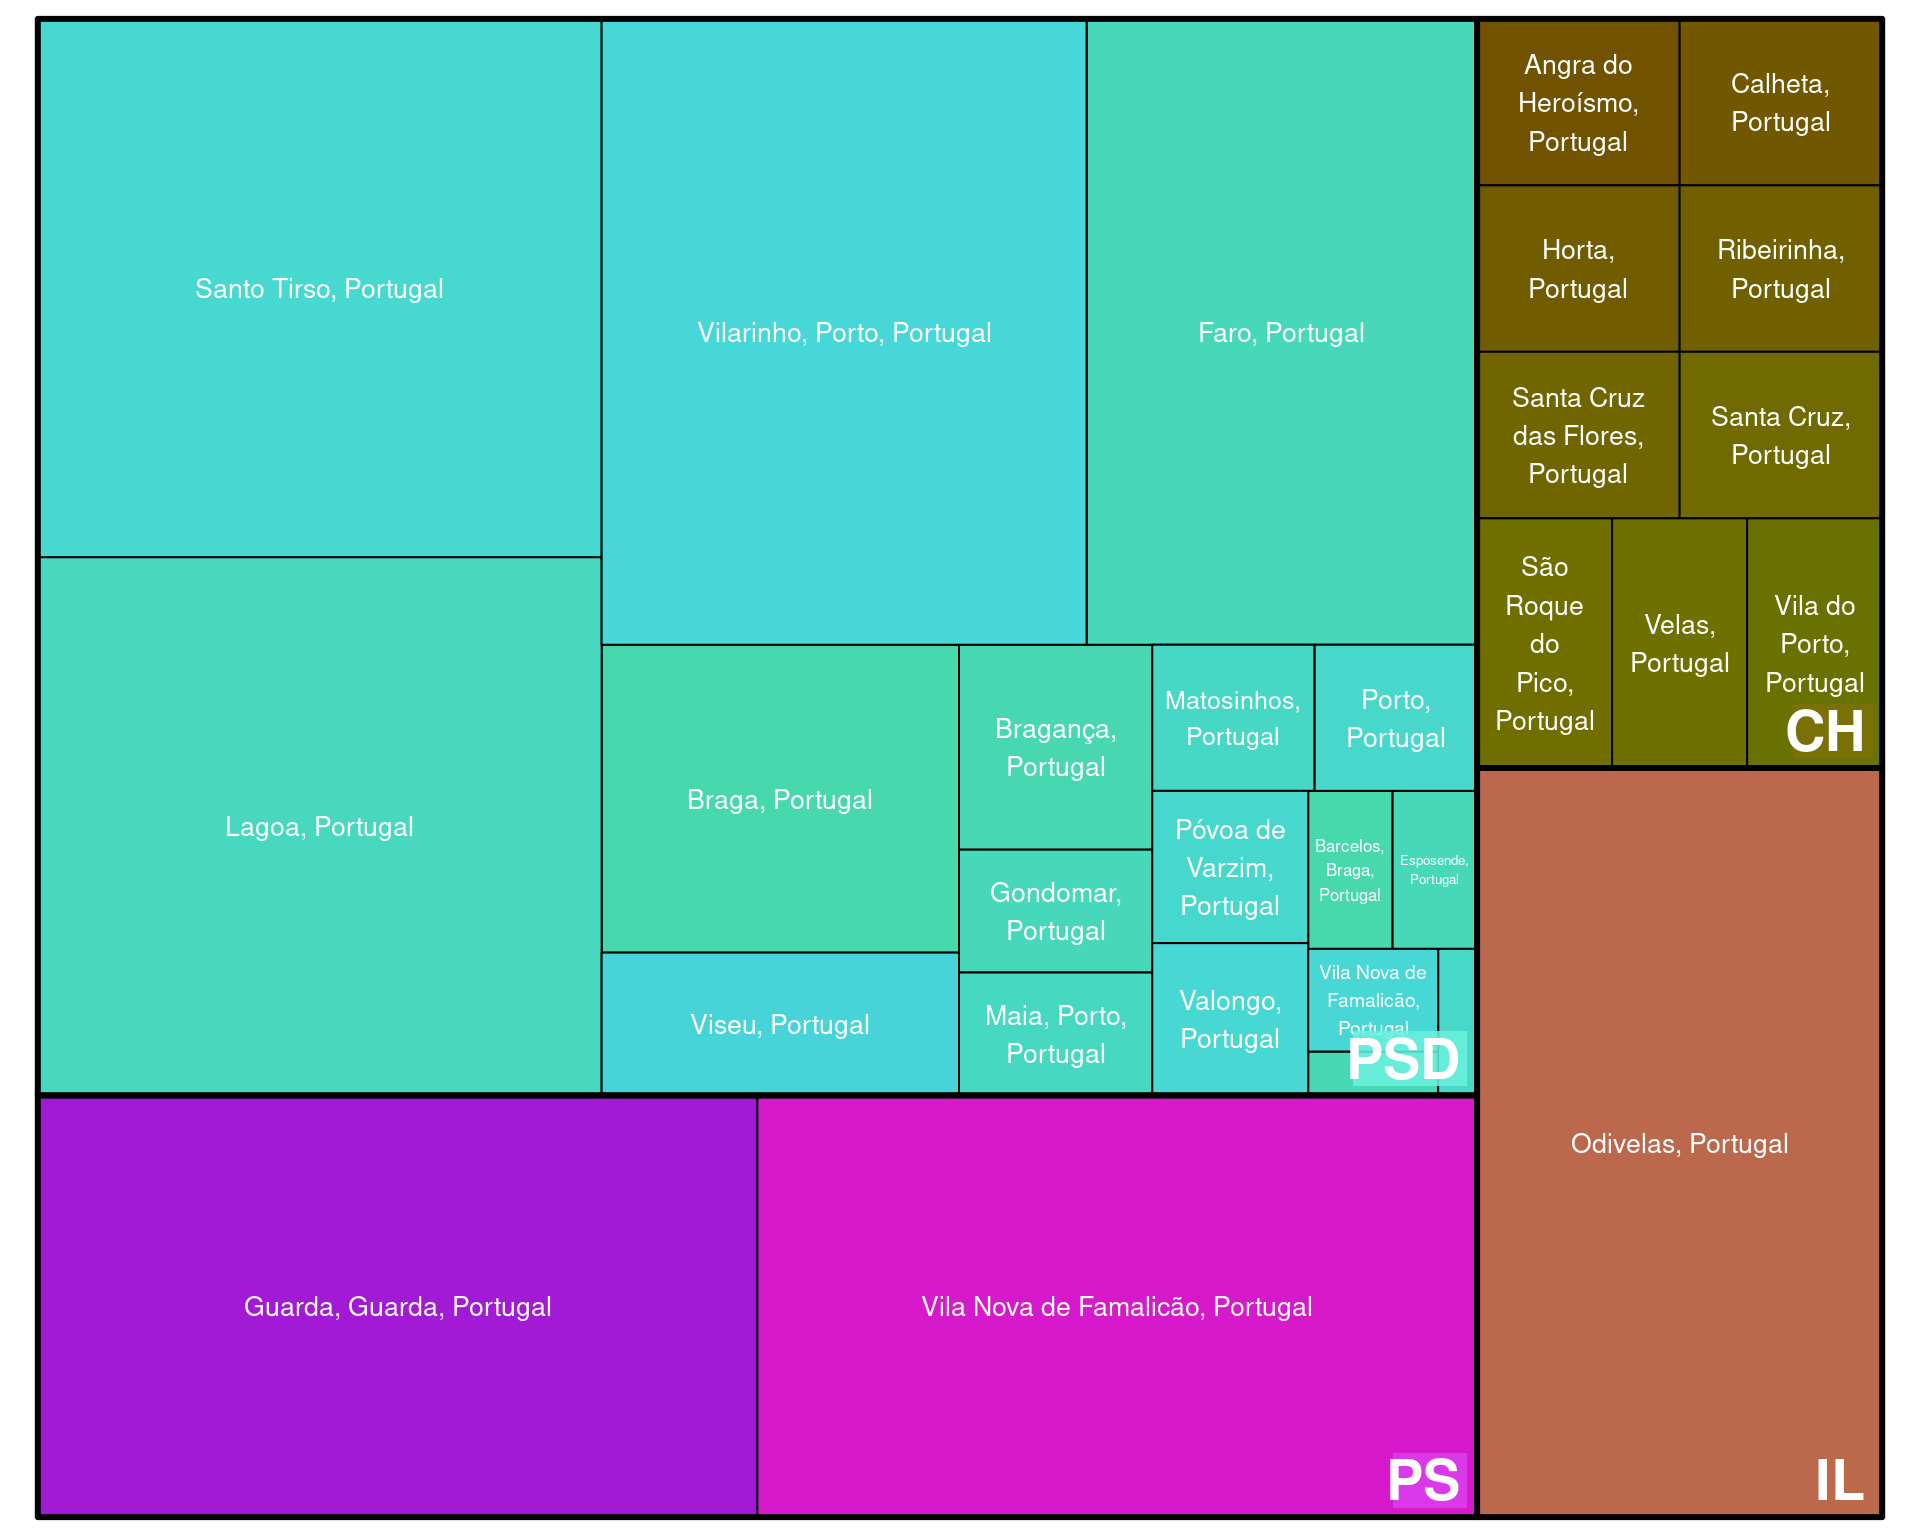 Santo Tirso, Portugal
Vilarinho, Porto, Portugal
Faro, Portugal
Lagoa, Portugal
Braga, Portugal
Viseu, Portugal
Bragança,
Portugal
Gondomar,
Portugal
Maia, Porto,
Portugal
Matosinhos,
Portugal
Porto,
Portugal
Póvoa de
Varzim,
Portugal
Valongo,
Portugal
Barcelos,
Braga,
Portugal
Esposende,
Portugal
Vila Nova de
Famalicão,
Portugal
PSD
Guarda, Guarda, Portugal
Vila Nova de Famalicão, Portugal
PS
Angra do
Heroísmo,
Portugal
Calheta,
Portugal
Horta,
Portugal
Ribeirinha,
Portugal
Santa Cruz
das Flores,
Portugal
Santa Cruz,
Portugal
São
Roque
do
Pico,
Portugal
Velas,
Portugal
Vila do
Porto,
Portugal
CH
Odivelas, Portugal
IL